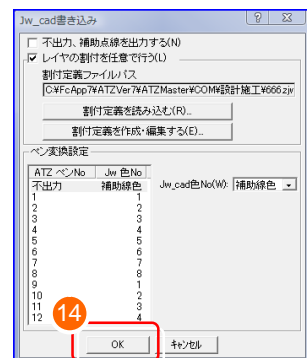 Jw_cad書き込み
不出力、補助点線を出力する(N)
レイヤの割付を任意で行う(L)
割付定義ファイルパス
C:¥FcApp7¥ATZVer7¥ATZMaster¥COM¥設計施工¥666.zjw
割付定義を読み込む(R)...
割付定義を作成・編集する(E)...
ペン変換設定
ATZ ペンNo Jw 色No
不出力 補助線色
Jw_cad色No(W): 補助線色
1 1
2 2
3 3
4 4
5 5
6 6
7 7
8 8
9 1
10 2
11 3
12 4
14
OK キャンセル